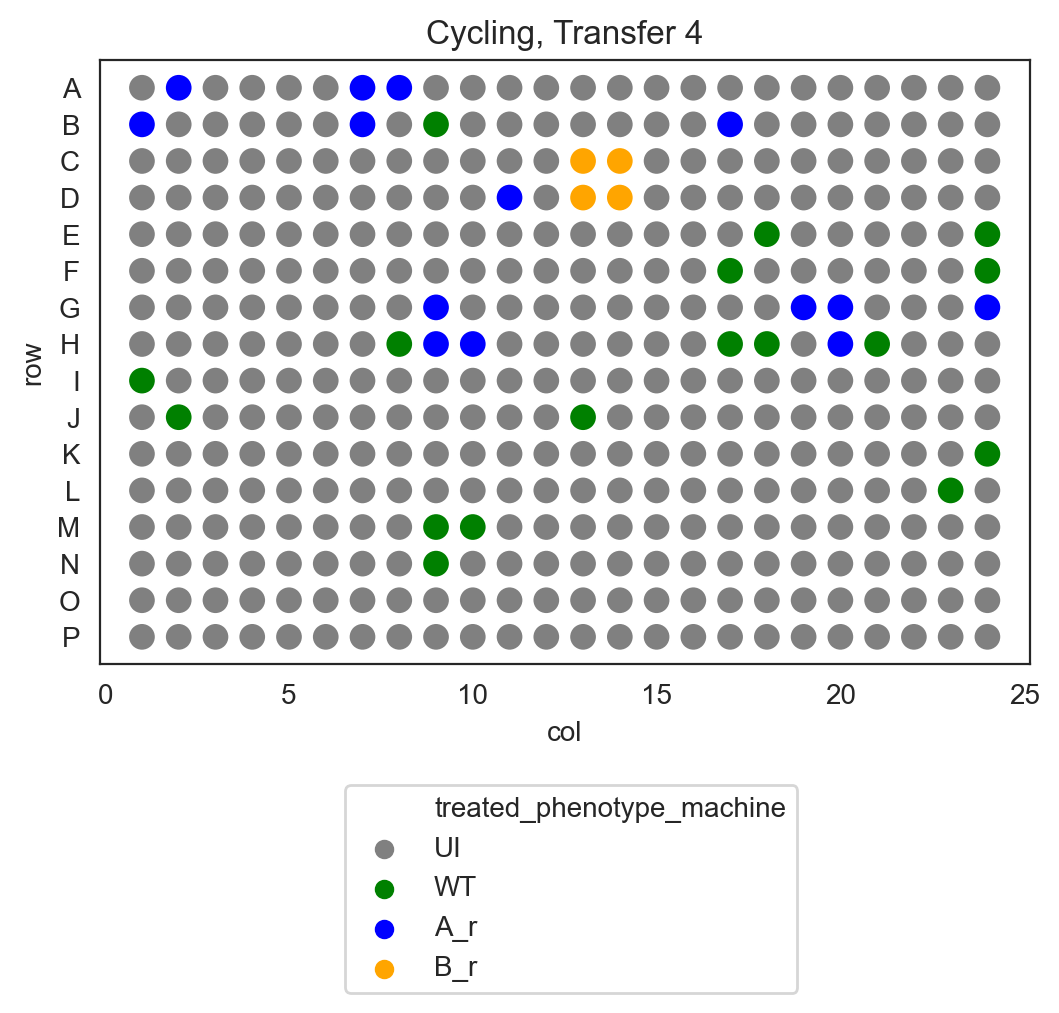 Cycling, Transfer 4
A
B
C
D
E
F
G
H
I
J
K
L
M
N
O
P
row
0 5 10 15 20 25
col
treated_phenotype_machine
UI
WT
A_r
B_r